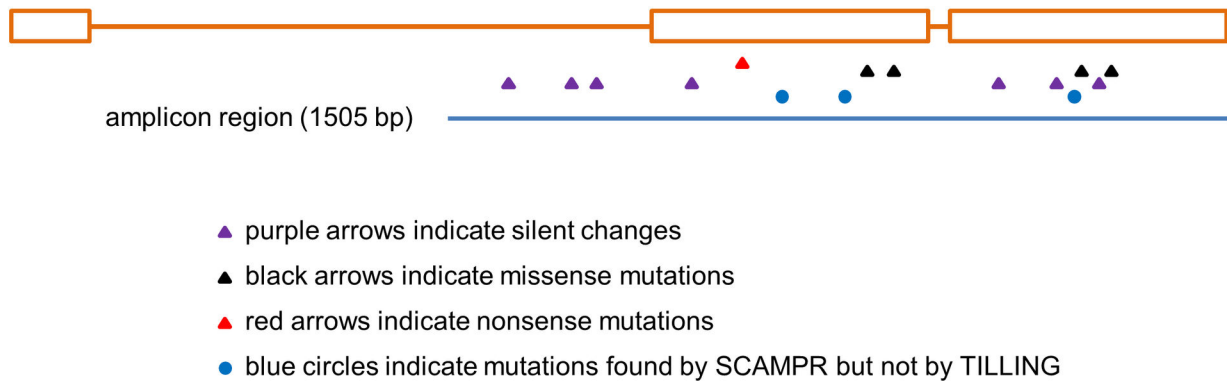 amplicon region (1505 bp)
purple arrows indicate silent changes
black arrows indicate missense mutations
red arrows indicate nonsense mutations
blue circles indicate mutations found by SCAMPR but not by TILLING